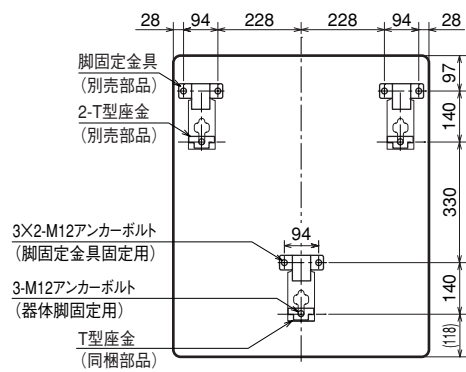 28 94 228 228 94 28
脚固定金具
(別売部品)
97
2-T型座金
(別売部品)
140
330
3×2-M12アンカーボルト
(脚固定金具固定用)
94
3-M12アンカーボルト
(器体脚固定用)
140
T型座金
(同梱部品)
(118)